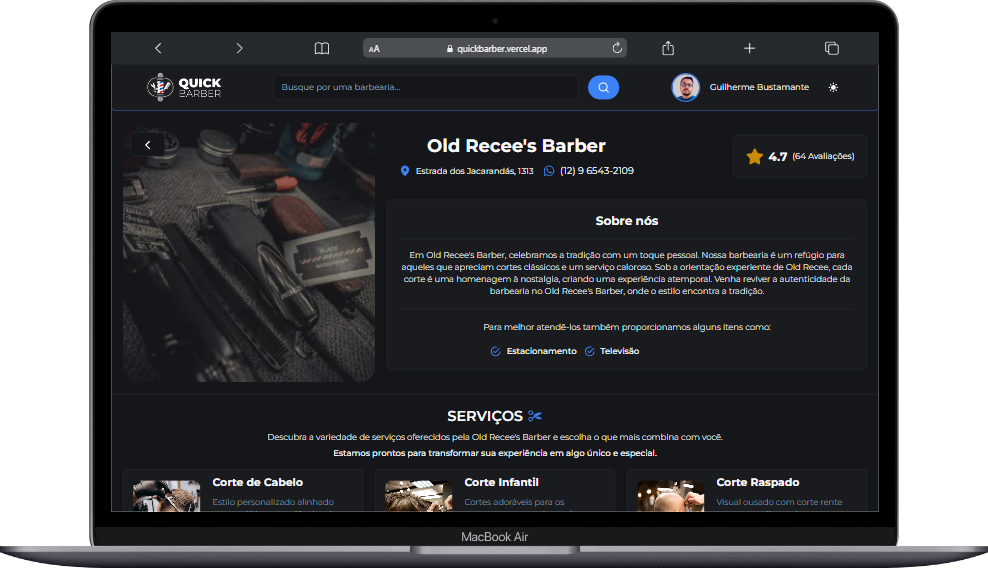 AA quickbarber.vercel.app
QUICK
BARBER
Busque por uma barbearia...
Guilherme Bustamante
Old Recee's Barber
Estrada dos Jacarandás, 1313 (12) 9 6543-2109
4.7 (64 Avaliações)
Sobre nós
Em Old Recee's Barber, celebramos a tradição com um toque pessoal. Nossa barbearia é um refúgio para
aqueles que apreciam cortes clássicos e um serviço caloroso. Sob a orientação experiente de Old Recee, cada
corte é uma homenagem à nostalgia, criando uma experiência atemporal. Venha reviver a autenticidade da
barbearia no Old Recee's Barber, onde o estilo encontra a tradição.
Para melhor atendê-los também proporcionamos alguns itens como:
Estacionamento Televisão
BLADE
SERVIÇOS
Descubra a variedade de serviços oferecidos pela Old Recee's Barber e escolha o que mais combina com você.
Estamos prontos para transformar sua experiência em algo único e especial.
Corte de Cabelo
Estilo personalizado alinhado
Corte Infantil
Cortes adoráveis para os
Corte Raspado
Visual ousado com corte rente
MacBook Air